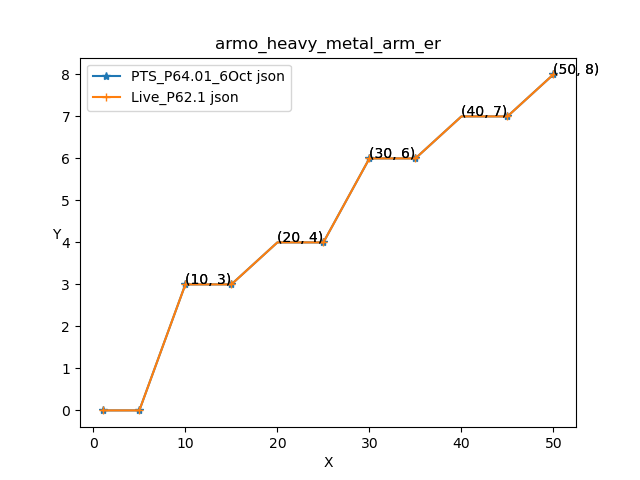 armo_heavy_metal_arm_er
PTS_P64.01_6Oct json
Live_P62.1 json
(50, 8)
(40, 7)
(30, 6)
(20, 4)
(10, 3)
8
7
6
5
4
3
2
1
0
Y
0 10 20 30 40 50
X